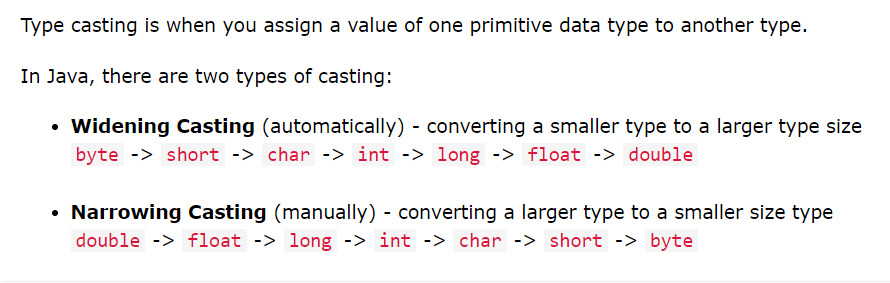 Type casting is when you assign a value of one primitive data type to another type.
In Java, there are two types of casting:
• Widening Casting (automatically) - converting a smaller type to a larger type size
byte -> short -> char -> int -> long -> float -> double
• Narrowing Casting (manually) - converting a larger type to a smaller size type
double -> float -> long -> int -> char -> short -> byte